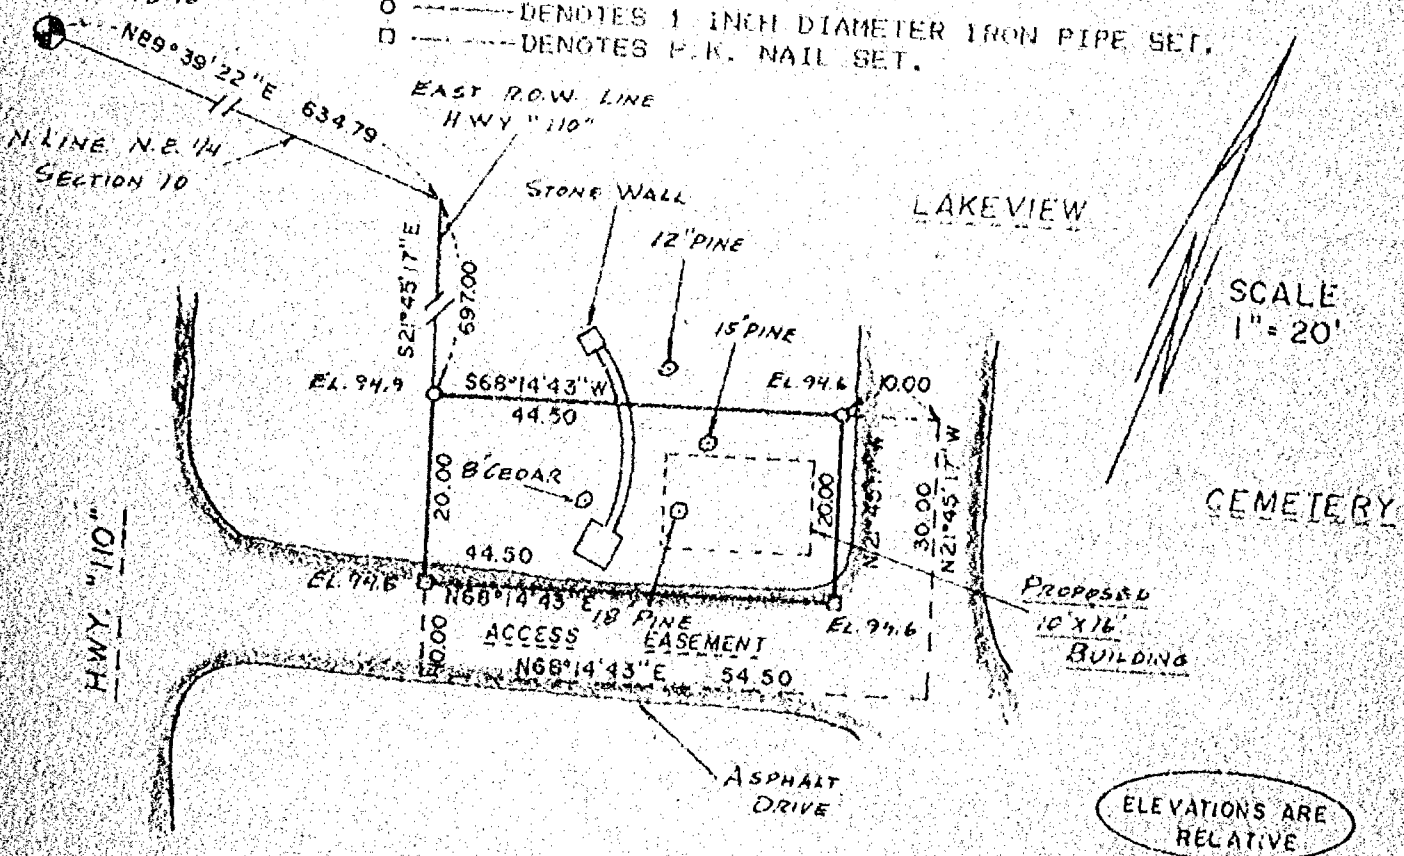 DENOTES 1 INCH DIAMETER IRON PIPE SET.
DENOTES P.K. NAIL SET.
N89°39'22"E 634.79
N. LINE N.E. 1/4
SECTION 10
EAST R.O.W. LINE
HWY "110"
STONE WALL
12" PINE
15" PINE
LAKEVIEW
CEMETERY
SCALE
1" = 20'
S21°45'17"E
697.00
EL. 94.9
S68°14'43"W
44.50
EL. 94.6
10.00
20.00
8" CEDAR
20.00
N21°45'17"W
30.00
N21°45'17"W
44.50
EL. 94.6
N68°14'43"E
18" PINE
EL. 94.6
10.00
ACCESS EASEMENT
N68°14'43"E 54.50
HWY. "110"
PROPOSED
10' X 16'
BUILDING
ASPHALT
DRIVE
ELEVATIONS ARE
RELATIVE